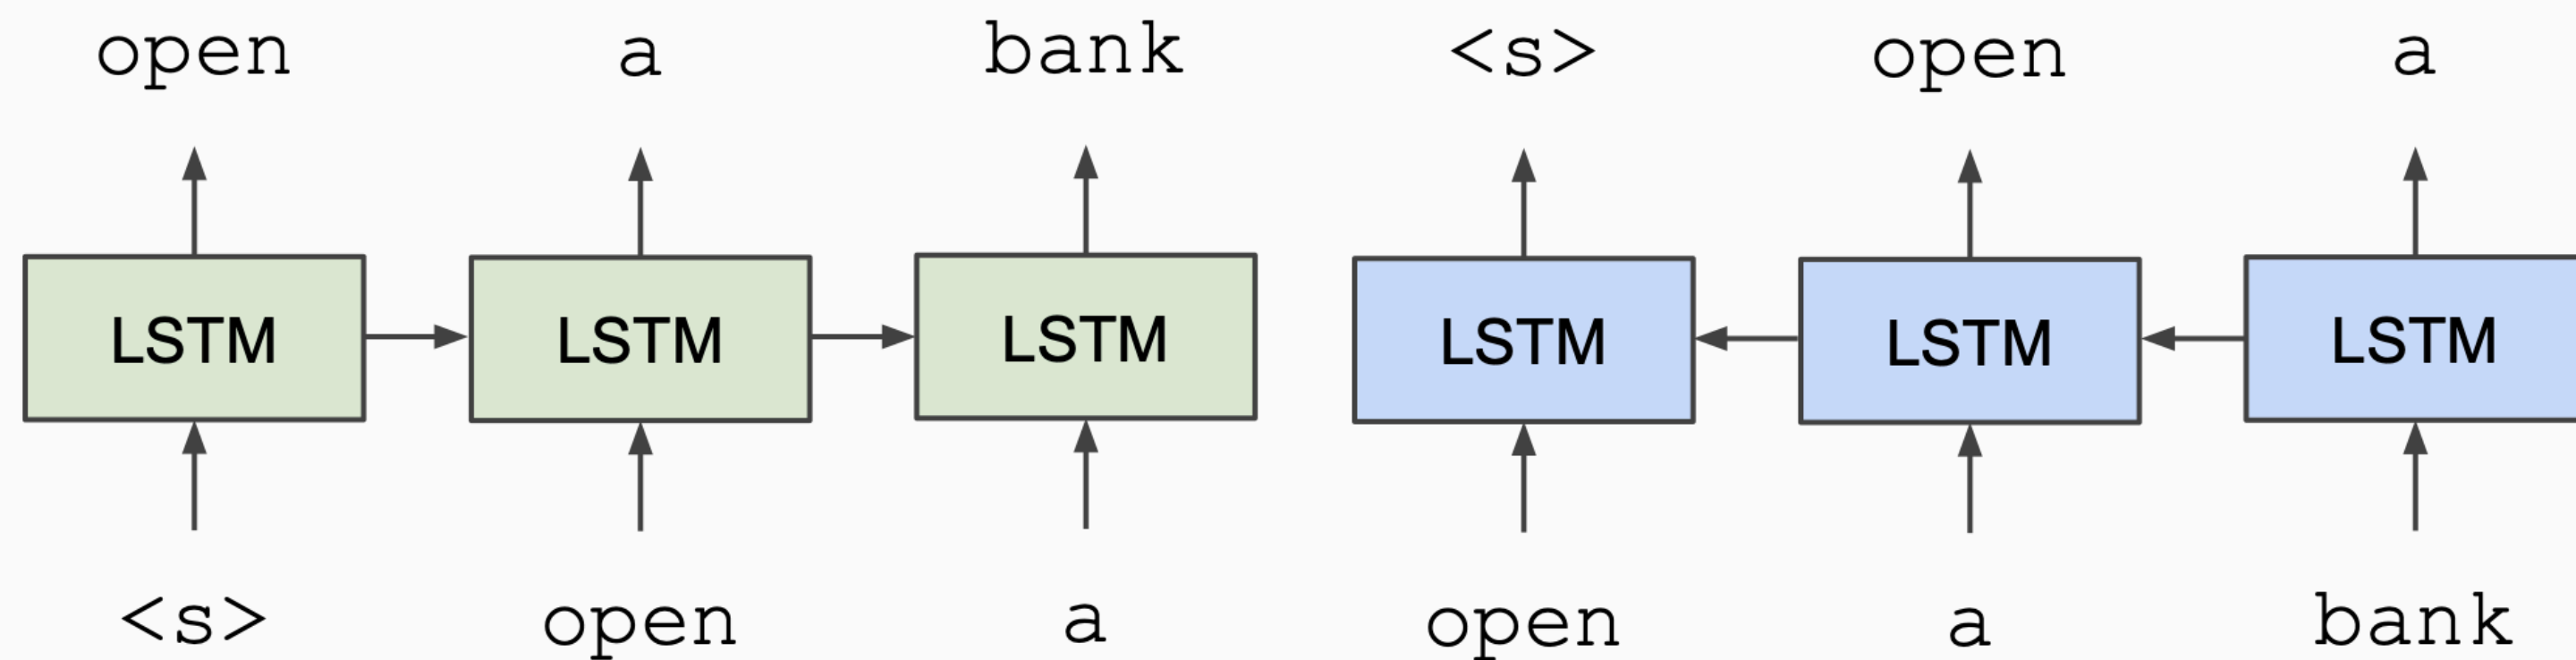 open a bank <s> open a
LSTM LSTM LSTM LSTM LSTM LSTM
<s> open a open a bank